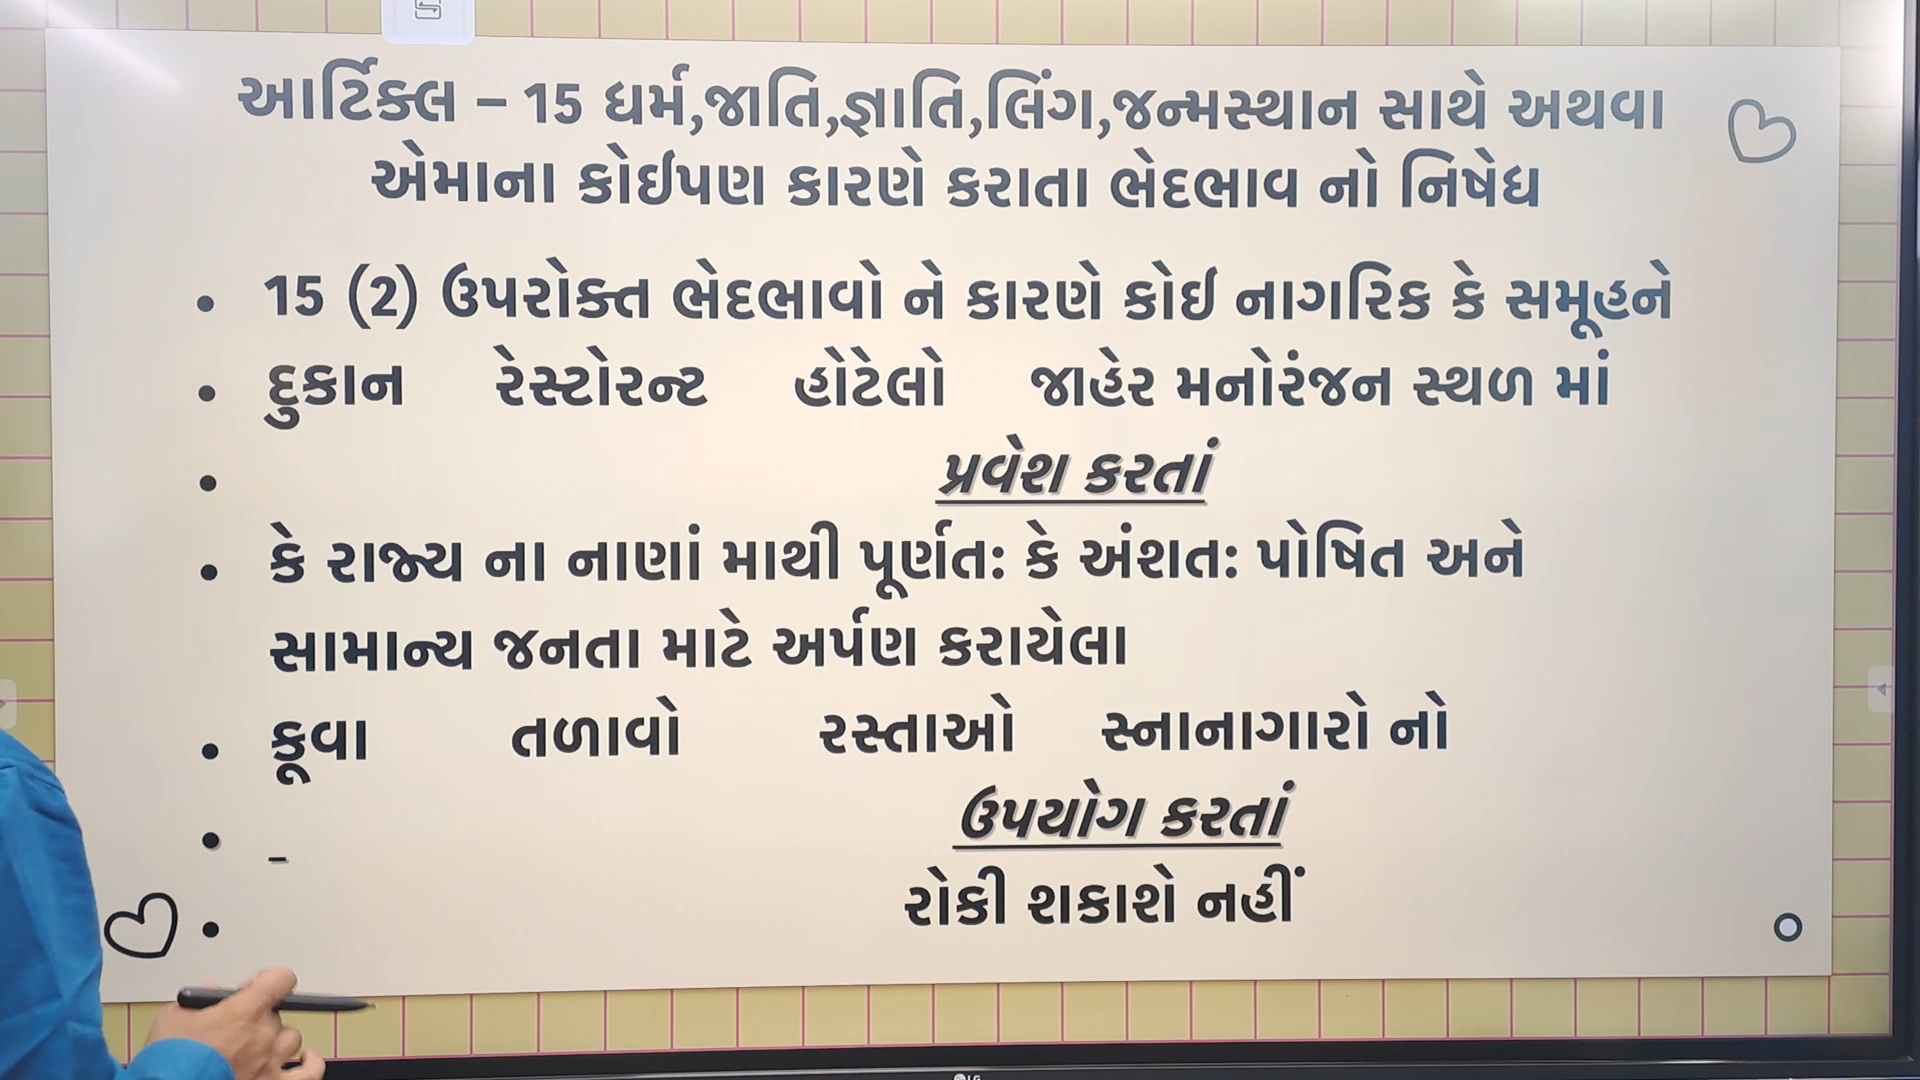 આર્ટિકલ – 15 ધર્મ,જાતિ,જ્ઞાતિ,લિંગ,જન્મસ્થાન સાથે અથવા
એમાના કોઈપણ કારણે કરાતા ભેદભાવ નો નિષેધ
• 15 (2) ઉપરોક્ત ભેદભાવો ને કારણે કોઈ નાગરિક કે સમૂહને
• દુકાન રેસ્ટોરન્ટ હોટેલો જાહેર મનોરંજન સ્થળ માં
• પ્રવેશ કરતાં
• કે રાજ્ય ના નાણાં માથી પૂર્ણત: કે અંશત: પોષિત અને
સામાન્ય જનતા માટે અર્પણ કરાયેલા
• કૂવા તળાવો રસ્તાઓ સ્નાનાગારો નો
• _ ઉપયોગ કરતાં
• રોકી શકાશે નહીં
LG